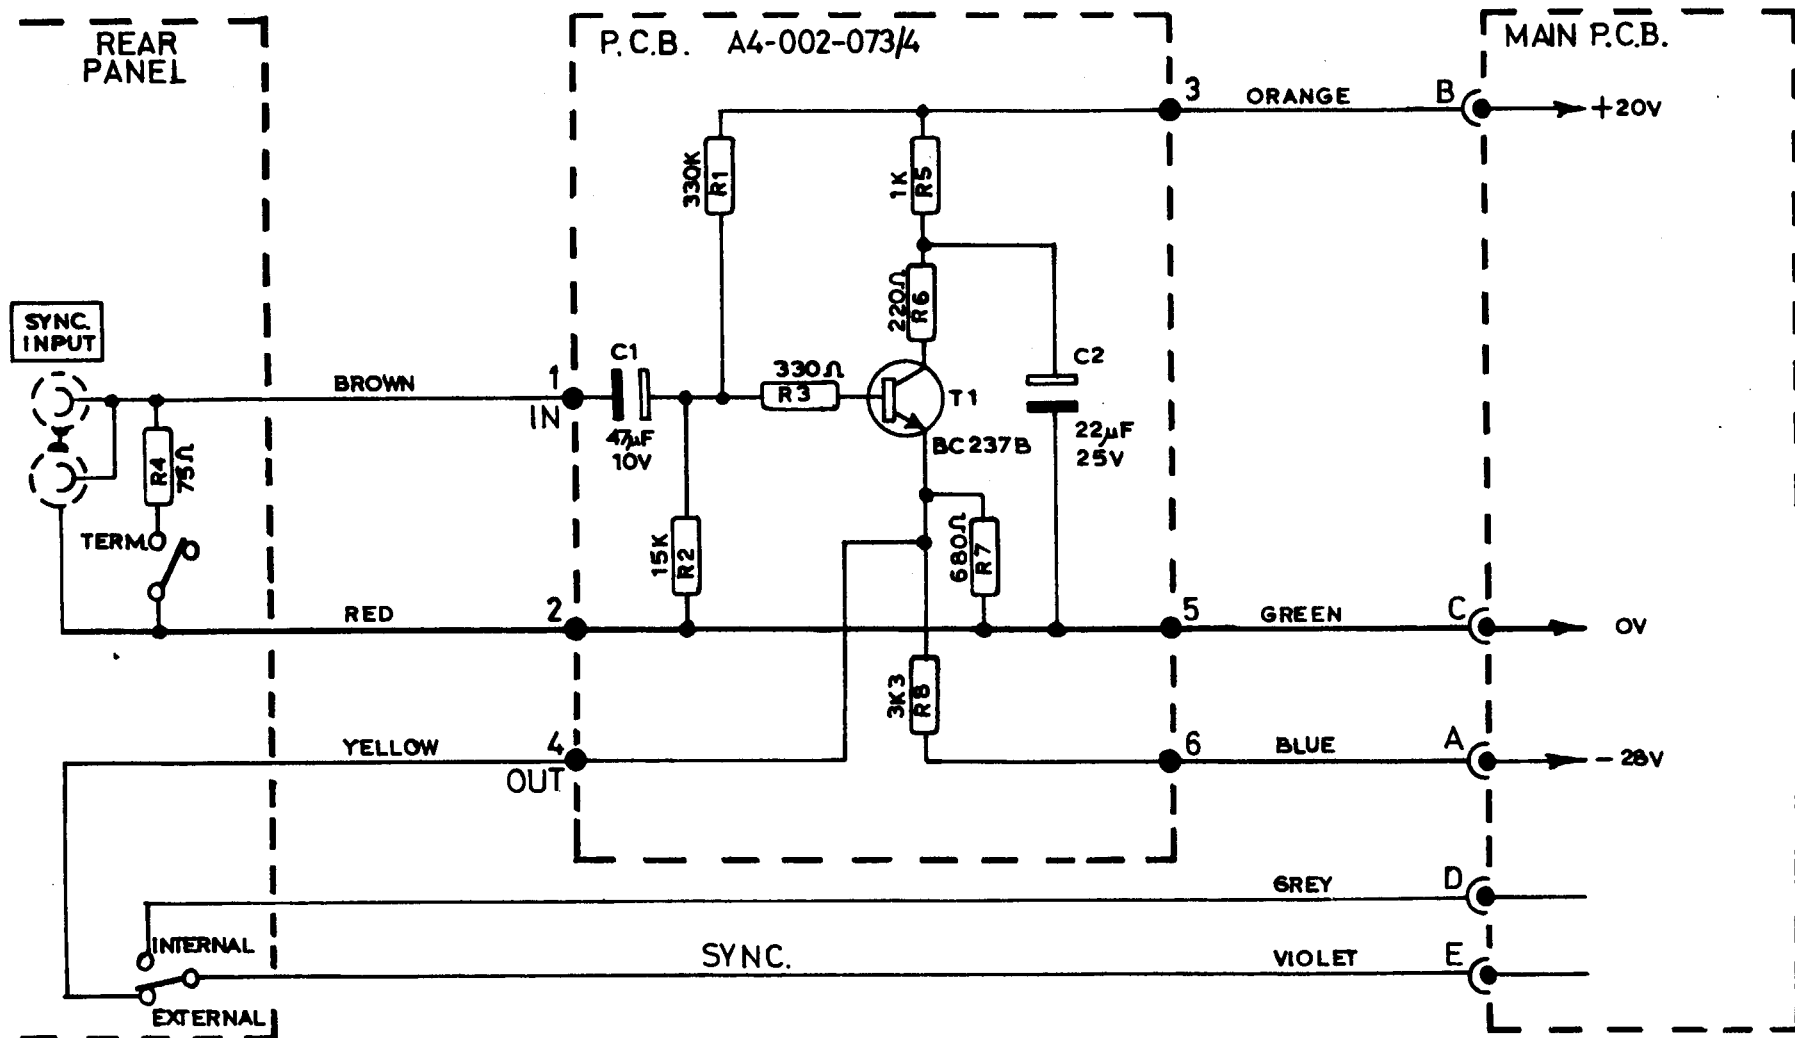 REAR
PANEL
P.C.B. A4-002-073/4
MAIN P.C.B.
3
ORANGE
B
+20V
330K
R1
1K
R5
220Ω
R6
SYNC.
INPUT
BROWN
1
IN
C1
47µF
10V
330Ω
R3
T1
BC237B
C2
22µF
25V
R4
75Ω
TERM.
15K
R2
680Ω
R7
RED
2
5
GREEN
C
0V
3K3
R8
YELLOW
4
OUT
6
BLUE
A
-28V
GREY
D
INTERNAL
SYNC.
VIOLET
E
EXTERNAL